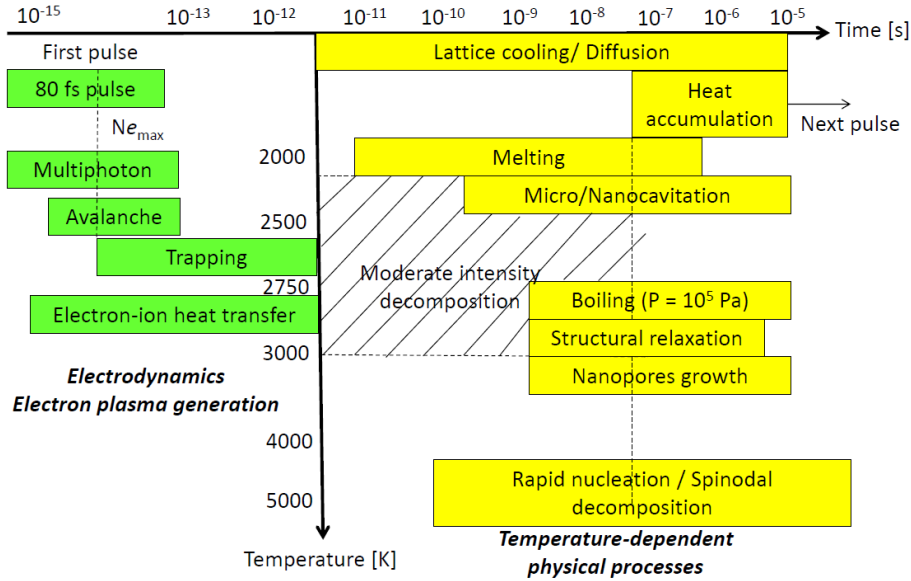 10⁻¹⁵ 10⁻¹³ 10⁻¹² 10⁻¹¹ 10⁻¹⁰ 10⁻⁹ 10⁻⁸ 10⁻⁷ 10⁻⁶ 10⁻⁵
Time [s]
First pulse
Lattice cooling/ Diffusion
80 fs pulse
Heat
accumulation
Next pulse
Ne_max
2000
Melting
Multiphoton
Micro/Nanocavitation
Avalanche
2500
Trapping
Moderate intensity
decomposition
2750
Boiling (P = 10⁵ Pa)
Electron-ion heat transfer
Structural relaxation
3000
Nanopores growth
Electrodynamics
Electron plasma generation
4000
Rapid nucleation / Spinodal
decomposition
5000
Temperature [K]
Temperature-dependent
physical processes